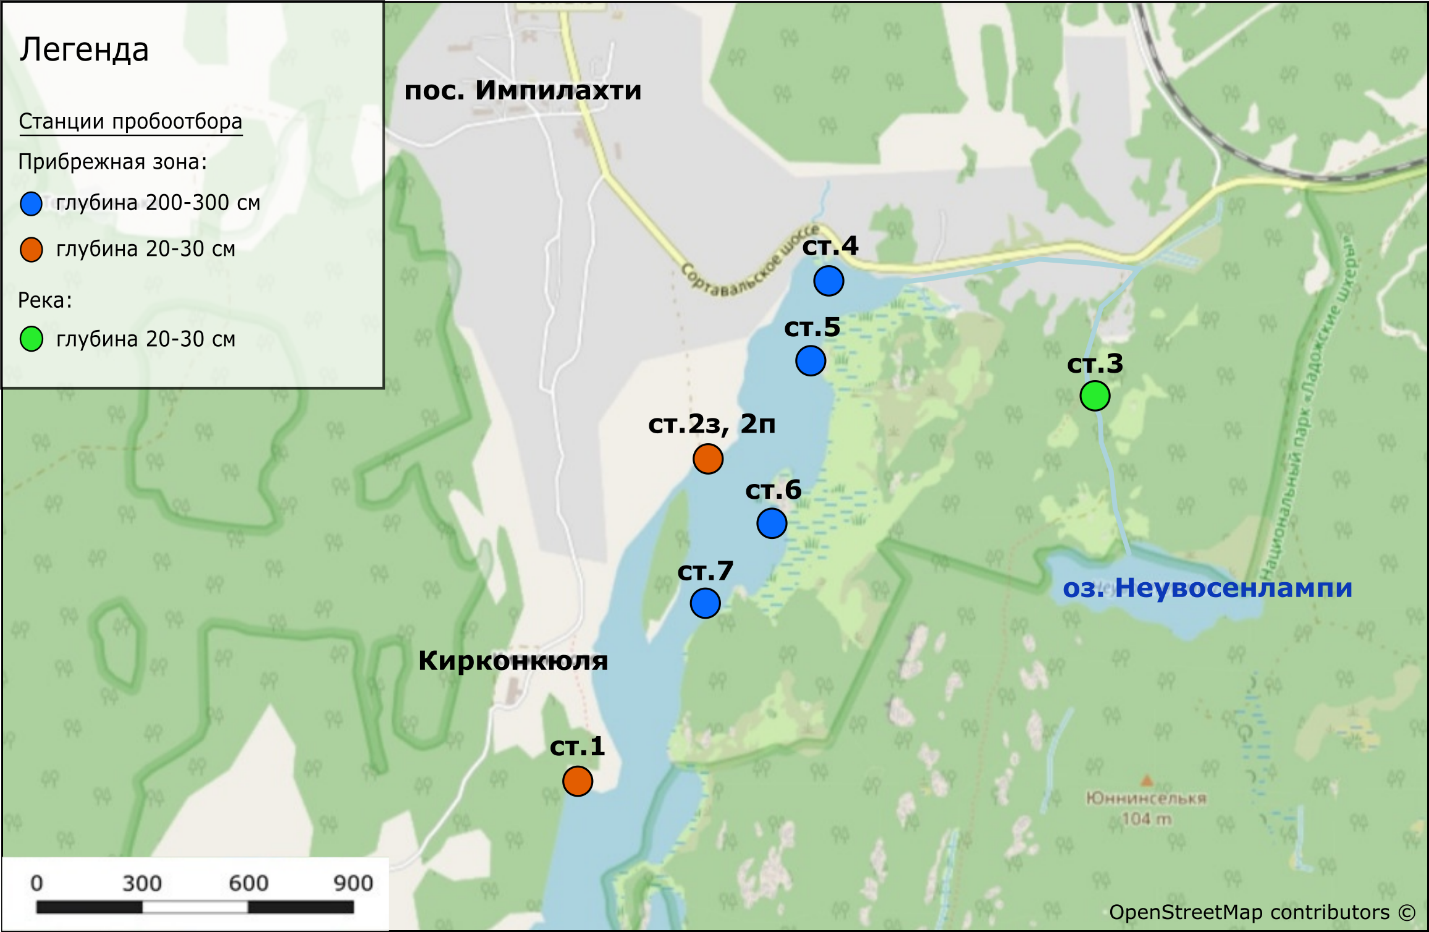 Легенда
Станции пробоотбора
Прибрежная зона:
глубина 200-300 см
глубина 20-30 см
Река:
глубина 20-30 см
пос. Импилахти
Сортавальское шоссе
ст.4
ст.5
ст.3
ст.2з, 2п
ст.6
ст.7
оз. Неувосенлампи
Национальный парк «Ладожские шхеры»
Кирконкюля
ст.1
Юннинселькя
104 m
0 300 600 900
OpenStreetMap contributors ©